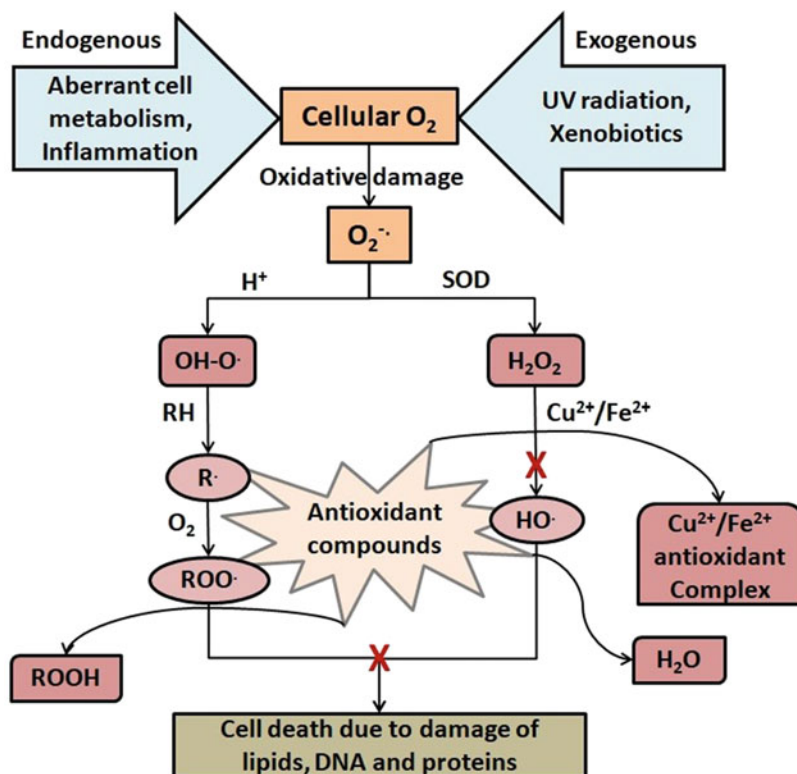 Endogenous
Exogenous
Aberrant cell
metabolism,
Inflammation
Cellular O₂
UV radiation,
Xenobiotics
Oxidative damage
O₂⁻·
H⁺
SOD
OH-O·
H₂O₂
RH
Cu²⁺/Fe²⁺
X
R·
Antioxidant
compounds
HO·
O₂
Cu²⁺/Fe²⁺
antioxidant
Complex
ROO·
ROOH
X
H₂O
Cell death due to damage of
lipids, DNA and proteins